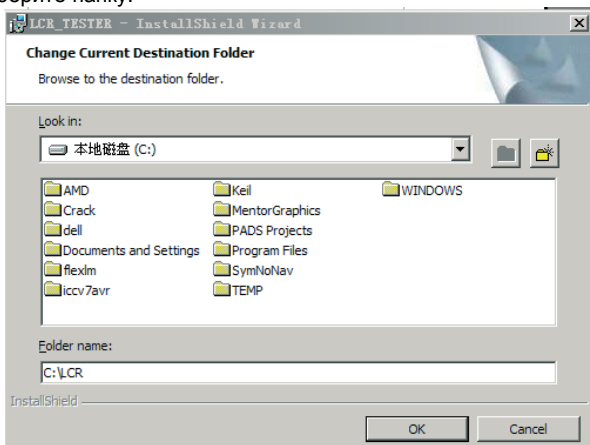 берите папку.
LCR_TESTER - InstallShield Wizard
Change Current Destination Folder
Browse to the destination folder.
Look in:
本地磁盘 (C:)
AMD Keil WINDOWS
Crack MentorGraphics
dell PADS Projects
Documents and Settings Program Files
flexlm SymNoNav
iccv7avr TEMP
Folder name:
C:\LCR
InstallShield
OK Cancel